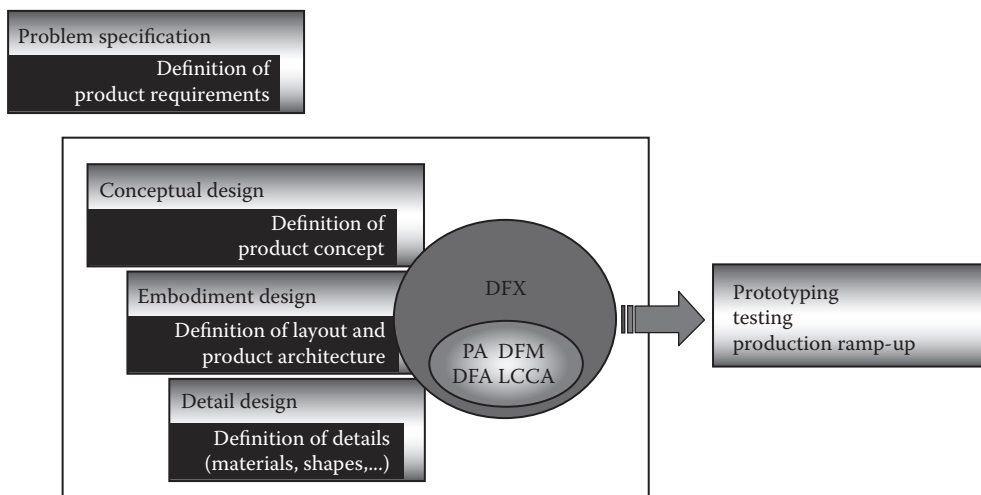 Problem specification
Definition of
product requirements
Conceptual design
Definition of
product concept
Embodiment design
Definition of layout and
product architecture
Detail design
Definition of details
(materials, shapes,...)
DFX
PA DFM
DFA LCCA
Prototyping
testing
production ramp-up